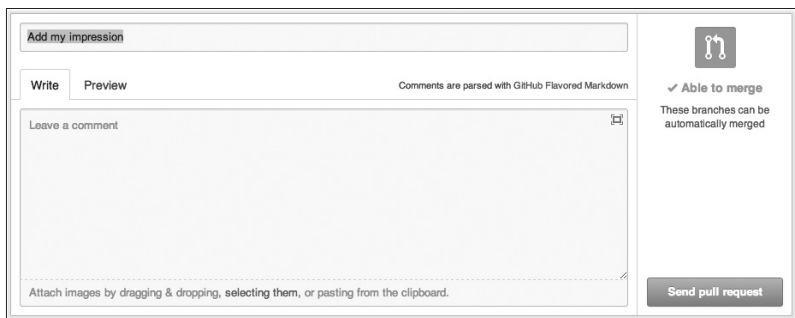 Add my impression
Write Preview Comments are parsed with GitHub Flavored Markdown
Leave a comment
Attach images by dragging & dropping, selecting them, or pasting from the clipboard.
✓ Able to merge
These branches can be
automatically merged
Send pull request